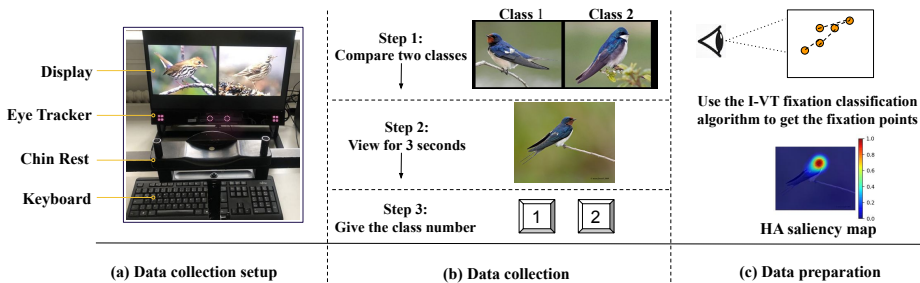 Display
Eye Tracker
Chin Rest
Keyboard
(a) Data collection setup
Class 1
Class 2
Step 1:
Compare two classes
Step 2:
View for 3 seconds
Step 3:
Give the class number
1
2
(b) Data collection
Use the I-VT fixation classification
algorithm to get the fixation points
1.0
0.8
0.6
0.4
0.2
0.0
HA saliency map
(c) Data preparation